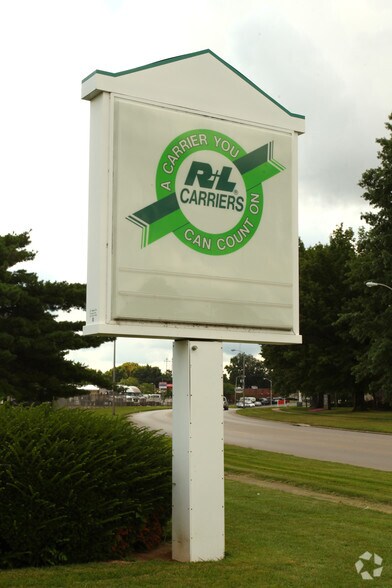 A CARRIER YOU
R+L®
CARRIERS
CAN COUNT ON